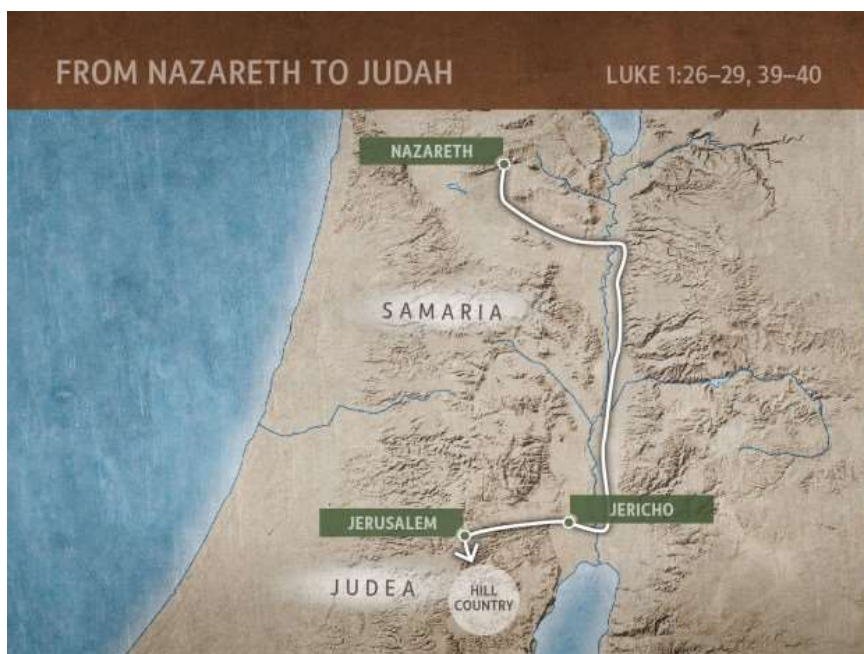 FROM NAZARETH TO JUDAH
LUKE 1:26–29, 39–40
NAZARETH
SAMARIA
JERICHO
JERUSALEM
JUDEA
HILL
COUNTRY